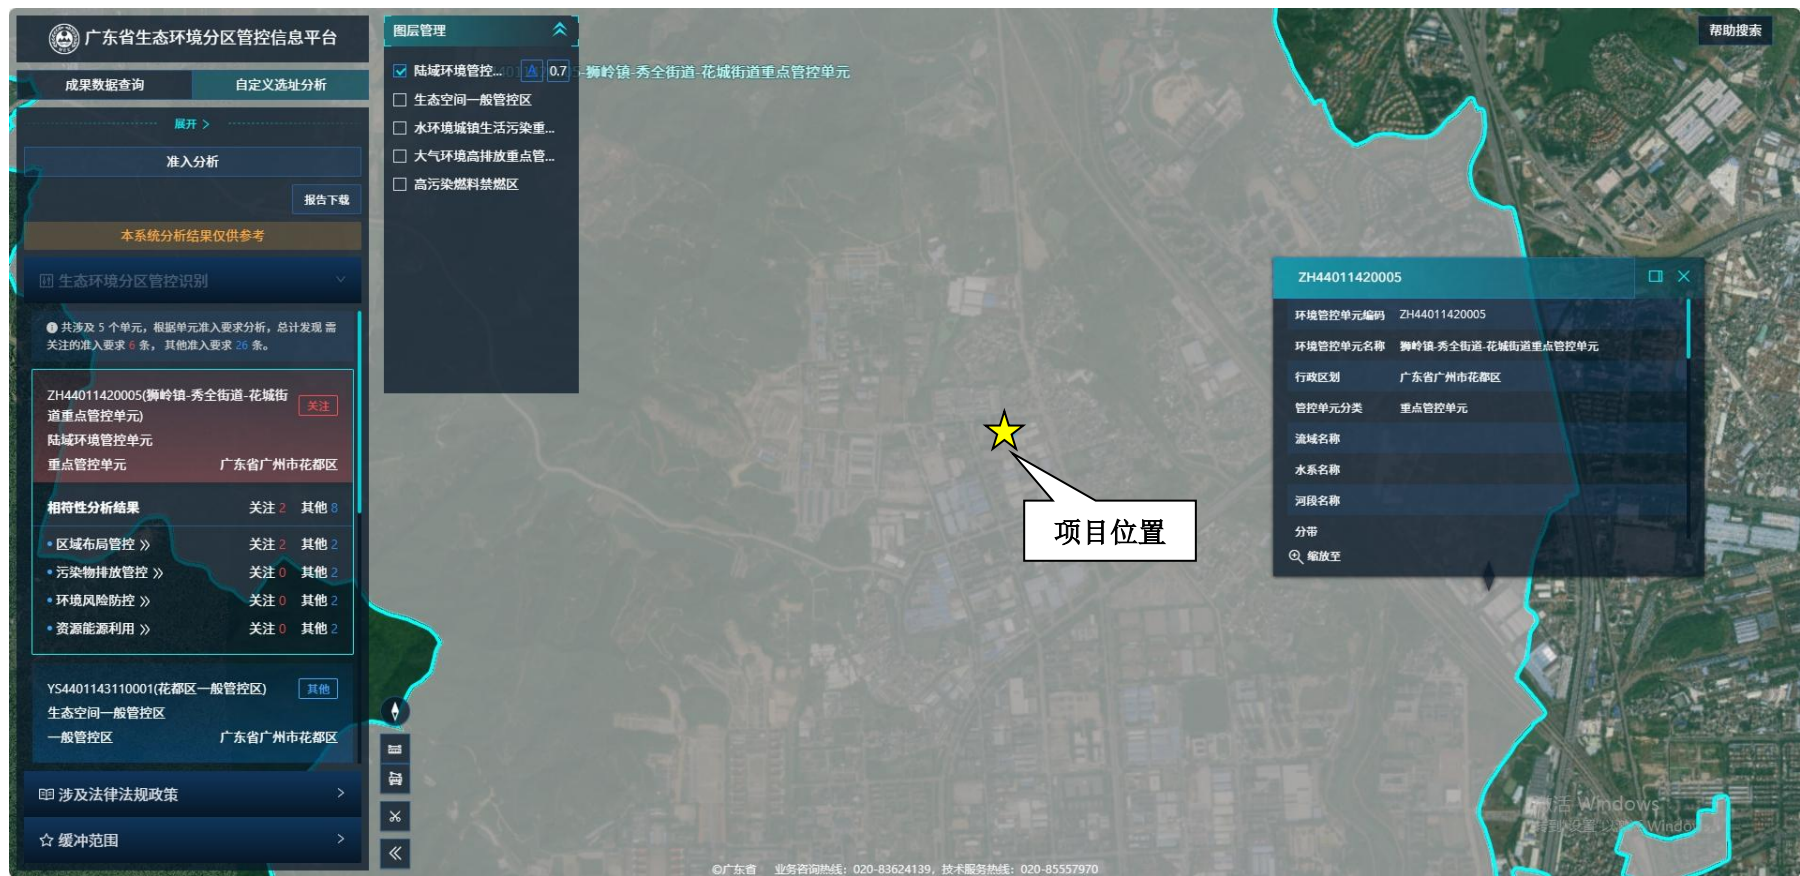 广东省生态环境分区管控信息平台
成果数据查询
自定义选址分析
展开 >
准入分析
报告下载
本系统分析结果仅供参考
生态环境分区管控识别
共涉及 5 个单元，根据单元准入要求分析，总计发现 需
关注的准入要求 6 条， 其他准入要求 26 条。
ZH44011420005(狮岭镇-秀全街道-花城街
道重点管控单元)
关注
陆域环境管控单元
重点管控单元 广东省广州市花都区
相符性分析结果 关注 2 其他 8
区域布局管控 关注 2 其他 2
污染物排放管控 关注 0 其他 2
环境风险防控 关注 0 其他 2
资源能源利用 关注 0 其他 2
YS4401143110001(花都区一般管控区) 其他
生态空间一般管控区
一般管控区 广东省广州市花都区
涉及法律法规政策
缓冲范围
图层管理
陆域环境管控... 0.7
生态空间一般管控区
水环境城镇生活污染重...
大气环境高排放重点管...
高污染燃料禁燃区
-狮岭镇-秀全街道-花城街道重点管控单元
帮助搜索
项目位置
ZH44011420005
环境管控单元编码 ZH44011420005
环境管控单元名称 狮岭镇-秀全街道-花城街道重点管控单元
行政区划 广东省广州市花都区
管控单元分类 重点管控单元
流域名称
水系名称
河段名称
分带
缩放至
激活 Windows
©广东省 业务咨询热线：020-83624139，技术服务热线：020-85557970